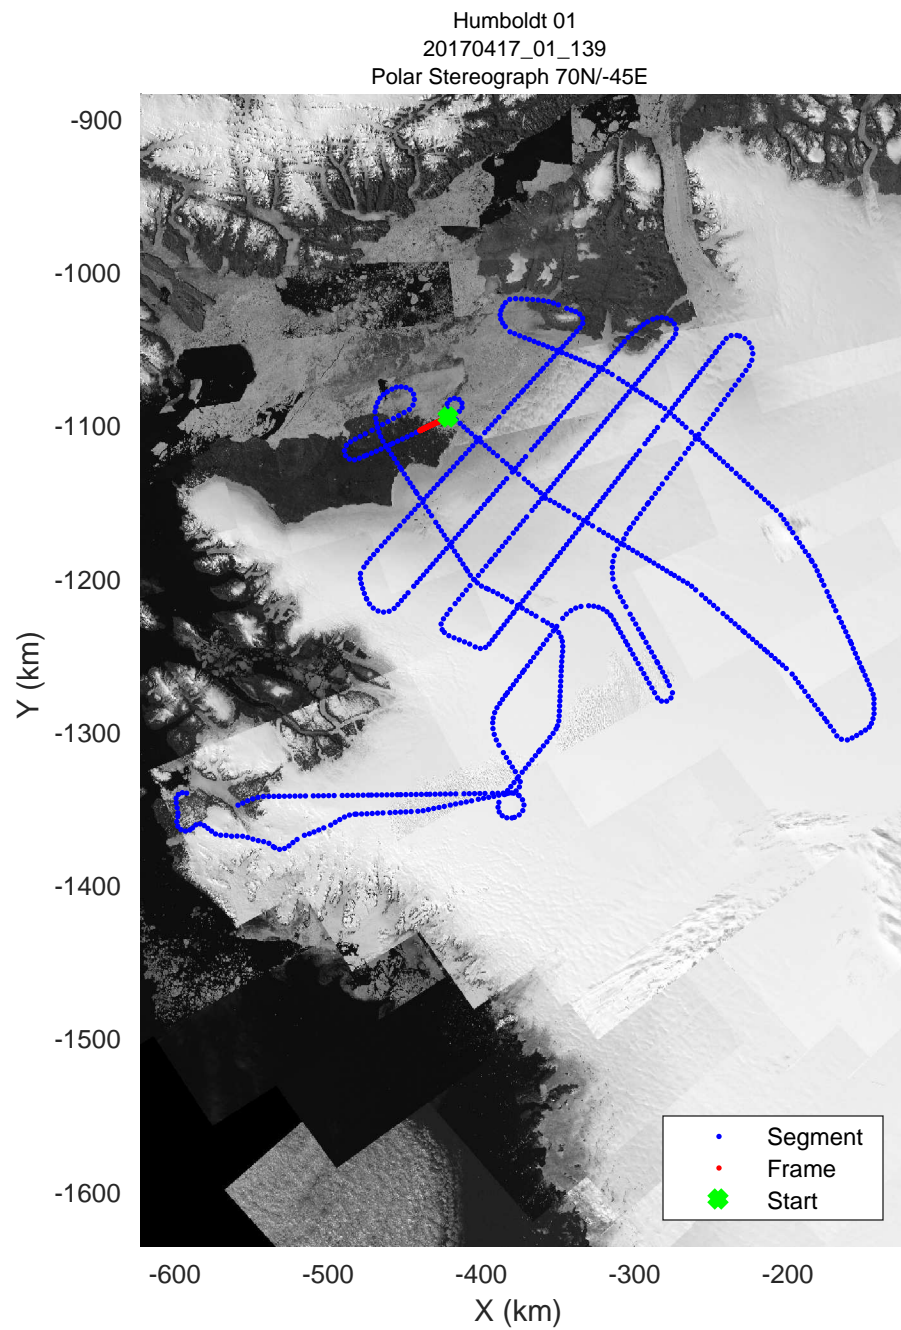 Humboldt 01
20170417_01_139
Polar Stereograph 70N/-45E
-900
-1000
-1100
-1200
-1300
-1400
-1500
-1600
Y (km)
Segment
Frame
Start
-600 -500 -400 -300 -200
X (km)